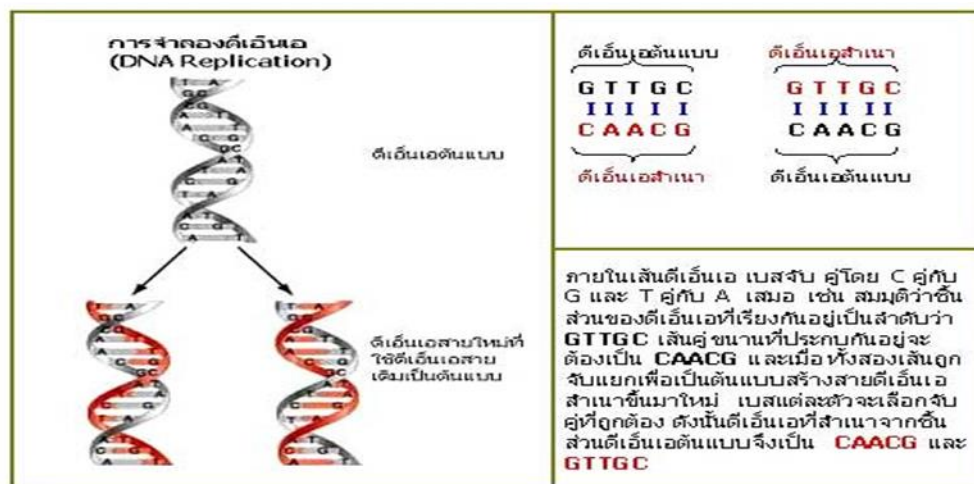 การจำลองดีเอ็นเอ
(DNA Replication)
ดีเอ็นเอต้นแบบ
ดีเอ็นเอสายใหม่ที่
ใช้ดีเอ็นเอสาย
เดิมเป็นต้นแบบ
ดีเอ็นเอต้นแบบ
G T T G C
I I I I I
C A A C G
ดีเอ็นเอสำเนา
ดีเอ็นเอสำเนา
G T T G C
I I I I I
C A A C G
ดีเอ็นเอต้นแบบ
ภายในเส้นดีเอ็นเอ เบสจับ คู่โดย C คู่กับ
G และ T คู่กับ A เสมอ เช่น สมมุติว่าชิ้น
ส่วนของดีเอ็นเอที่เรียงกันอยู่เป็นลำดับว่า
GTTGC เส้นคู่ขนานที่ประกบกันอยู่จะ
ต้องเป็น CAACG และเมื่อ ทั้งสองเส้นถูก
จับแยกเพื่อเป็นต้นแบบสร้างสายดีเอ็นเอ
สำเนาขึ้นมาใหม่ เบสแต่ละตัวจะเลือกจับ
คู่ที่ถูกต้อง ดังนั้นดีเอ็นเอที่สำเนาจากชิ้น
ส่วนดีเอ็นเอต้นแบบจึงเป็น CAACG และ
GTTGC